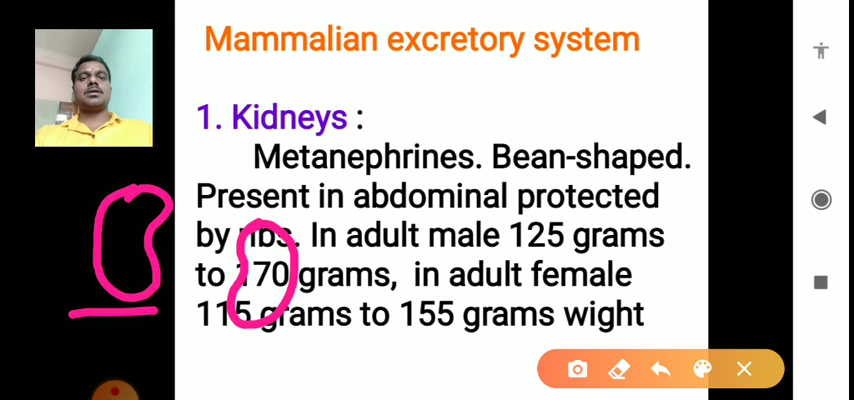 Mammalian excretory system
1. Kidneys :
Metanephrines. Bean-shaped.
Present in abdominal protected
by ribs. In adult male 125 grams
to 170 grams, in adult female
115 grams to 155 grams wight